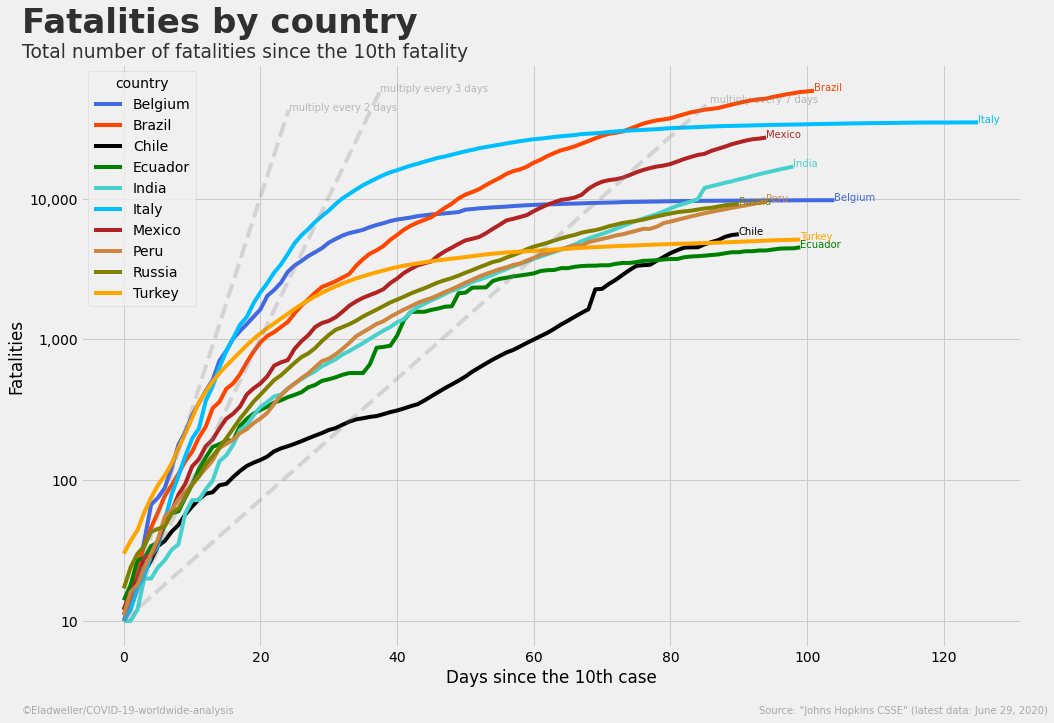 Fatalities by country
Total number of fatalities since the 10th fatality
country
Belgium
Brazil
Chile
Ecuador
India
Italy
Mexico
Peru
Russia
Turkey
multiply every 2 days
multiply every 3 days
multiply every 7 days
Brazil
Italy
Mexico
India
Belgium
Peru
Russia
Chile
Turkey
Ecuador
Fatalities
10,000
1,000
100
10
0 20 40 60 80 100 120
Days since the 10th case
©Eladweller/COVID-19-worldwide-analysis
Source: "Johns Hopkins CSSE" (latest data: June 29, 2020)